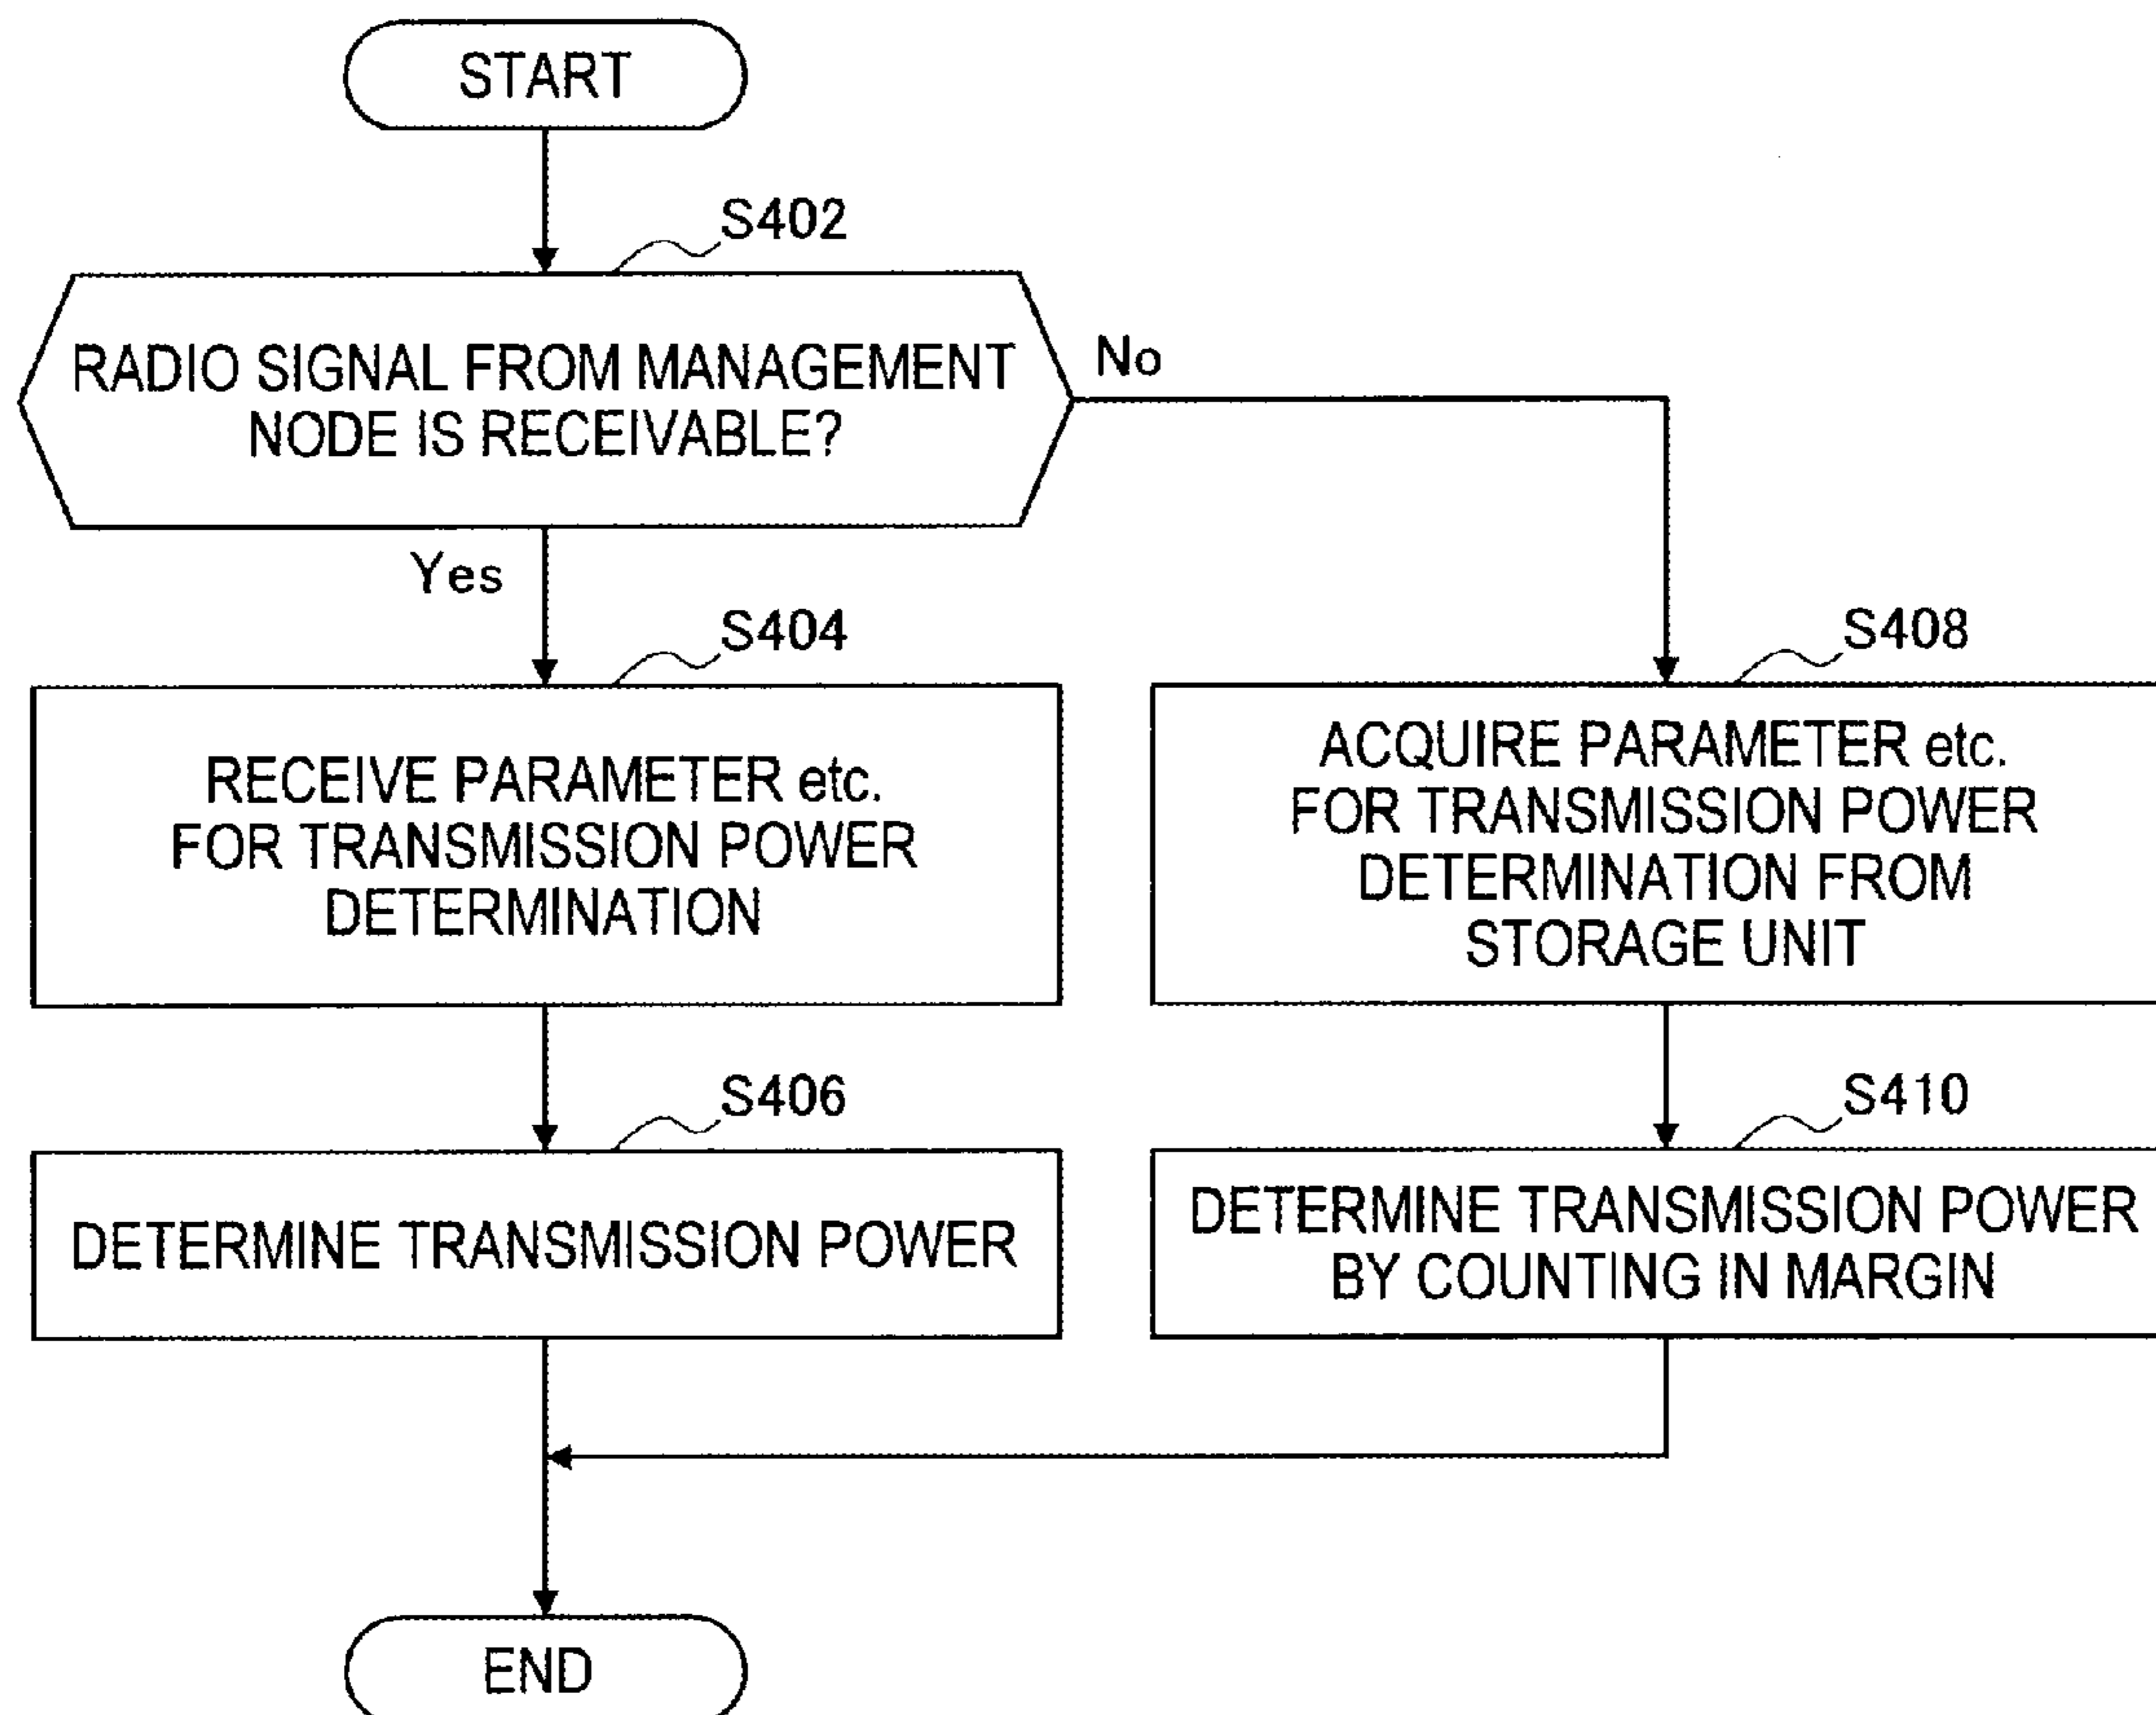 START
S402
RADIO SIGNAL FROM MANAGEMENT
NODE IS RECEIVABLE?
No
Yes
S404
RECEIVE PARAMETER etc.
FOR TRANSMISSION POWER
DETERMINATION
S408
ACQUIRE PARAMETER etc.
FOR TRANSMISSION POWER
DETERMINATION FROM
STORAGE UNIT
S406
DETERMINE TRANSMISSION POWER
S410
DETERMINE TRANSMISSION POWER
BY COUNTING IN MARGIN
END